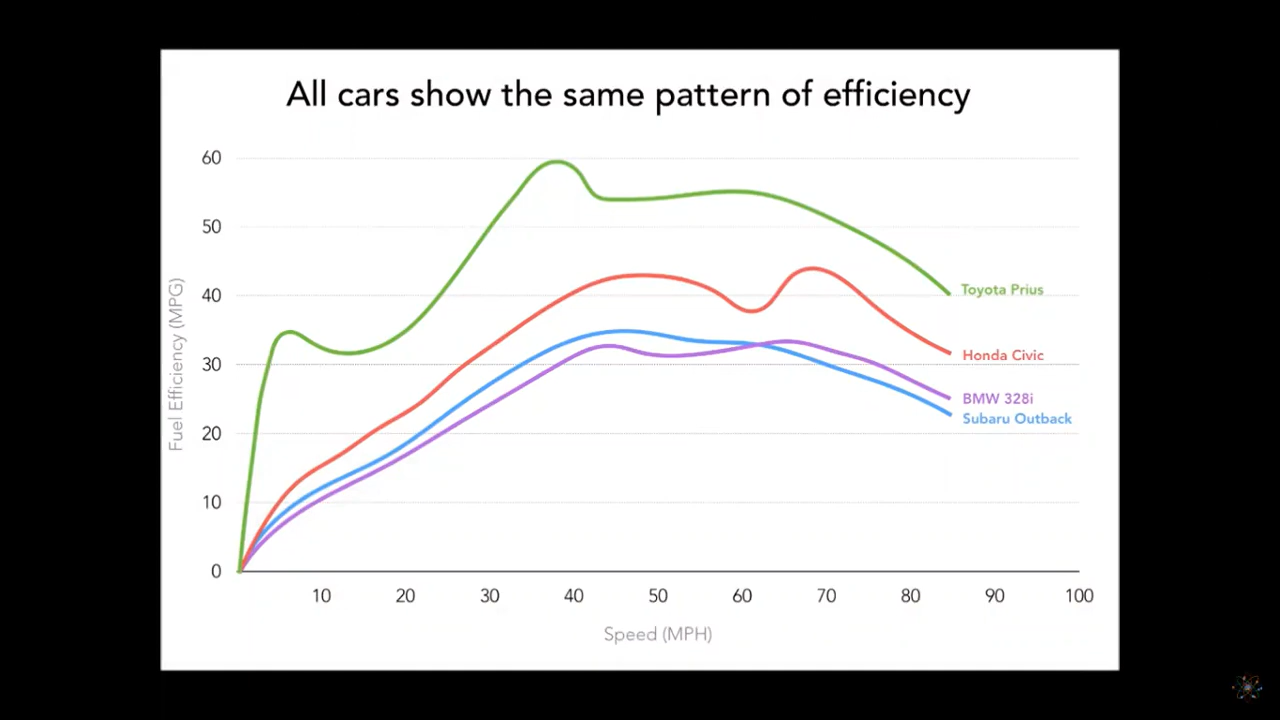 All cars show the same pattern of efficiency
60
50
40
30
20
10
0
Fuel Efficiency (MPG)
Toyota Prius
Honda Civic
BMW 328i
Subaru Outback
10 20 30 40 50 60 70 80 90 100
Speed (MPH)